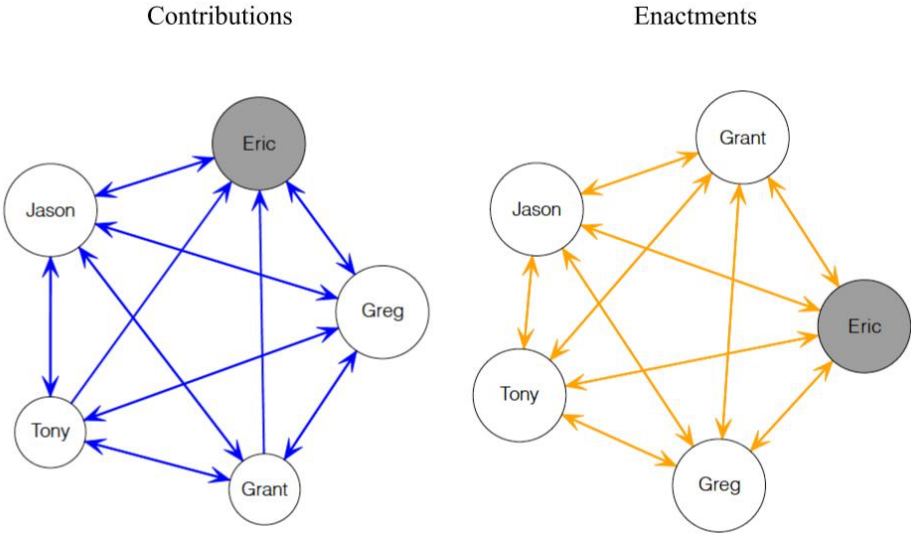 Contributions
Enactments
Eric
Jason
Greg
Tony
Grant
Grant
Jason
Eric
Tony
Greg